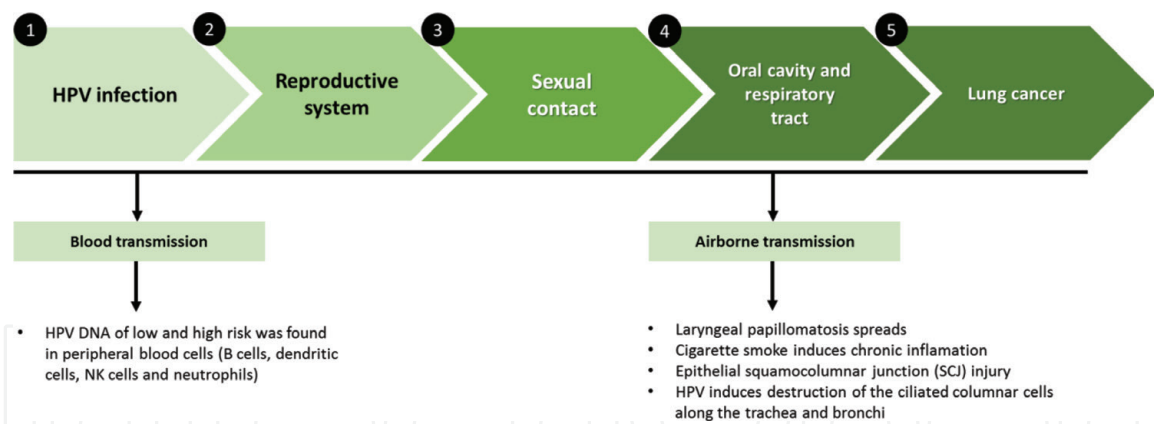 1
HPV infection
2
Reproductive
system
3
Sexual
contact
4
Oral cavity and
respiratory
tract
5
Lung cancer
Blood transmission
• HPV DNA of low and high risk was found
in peripheral blood cells (B cells, dendritic
cells, NK cells and neutrophils)
Airborne transmission
• Laryngeal papillomatosis spreads
• Cigarette smoke induces chronic inflamation
• Epithelial squamocolumnar junction (SCJ) injury
• HPV induces destruction of the ciliated columnar cells
along the trachea and bronchi